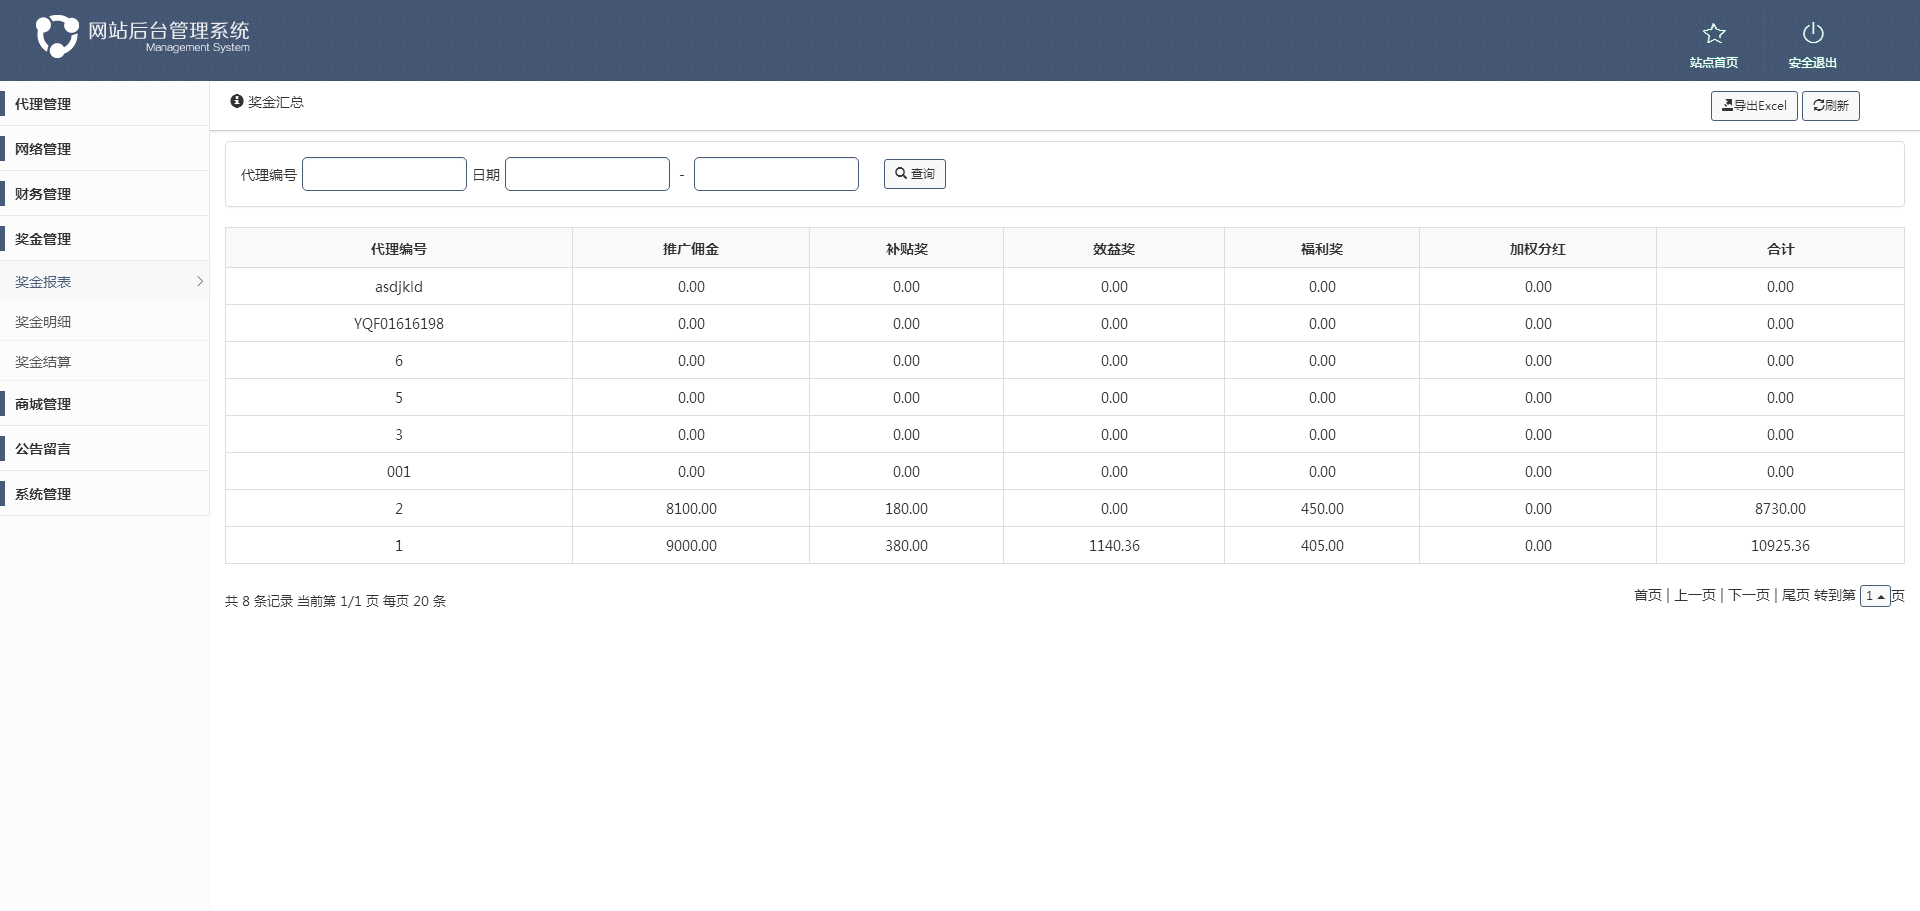 网站后台管理系统
Management System
站点首页 安全退出
代理管理
网络管理
财务管理
奖金管理
奖金报表
奖金明细
奖金结算
商城管理
公告留言
系统管理
奖金汇总
导出Excel 刷新
代理编号 日期 - 查询
代理编号 推广佣金 补贴奖 效益奖 福利奖 加权分红 合计
asdjkld 0.00 0.00 0.00 0.00 0.00 0.00
YQF01616198 0.00 0.00 0.00 0.00 0.00 0.00
6 0.00 0.00 0.00 0.00 0.00 0.00
5 0.00 0.00 0.00 0.00 0.00 0.00
3 0.00 0.00 0.00 0.00 0.00 0.00
001 0.00 0.00 0.00 0.00 0.00 0.00
2 8100.00 180.00 0.00 450.00 0.00 8730.00
1 9000.00 380.00 1140.36 405.00 0.00 10925.36
共 8 条记录 当前第 1/1 页 每页 20 条
首页 | 上一页 | 下一页 | 尾页 转到第 1 页